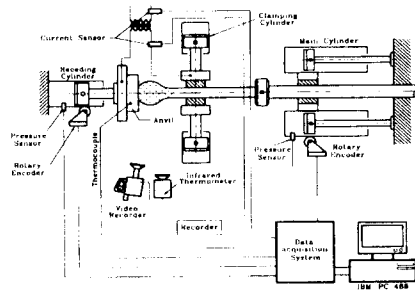 Current Sensor
Clamping
Cylinder
Main Cylinder
Heading
Cylinder
Anvil
Pressure
Sensor
Rotary
Encoder
Thermocouple
Pressure
Sensor
Rotary
Encoder
Video
Recorder
Infrared
Thermometer
Recorder
Data
acquisition
System
IBM PC 486